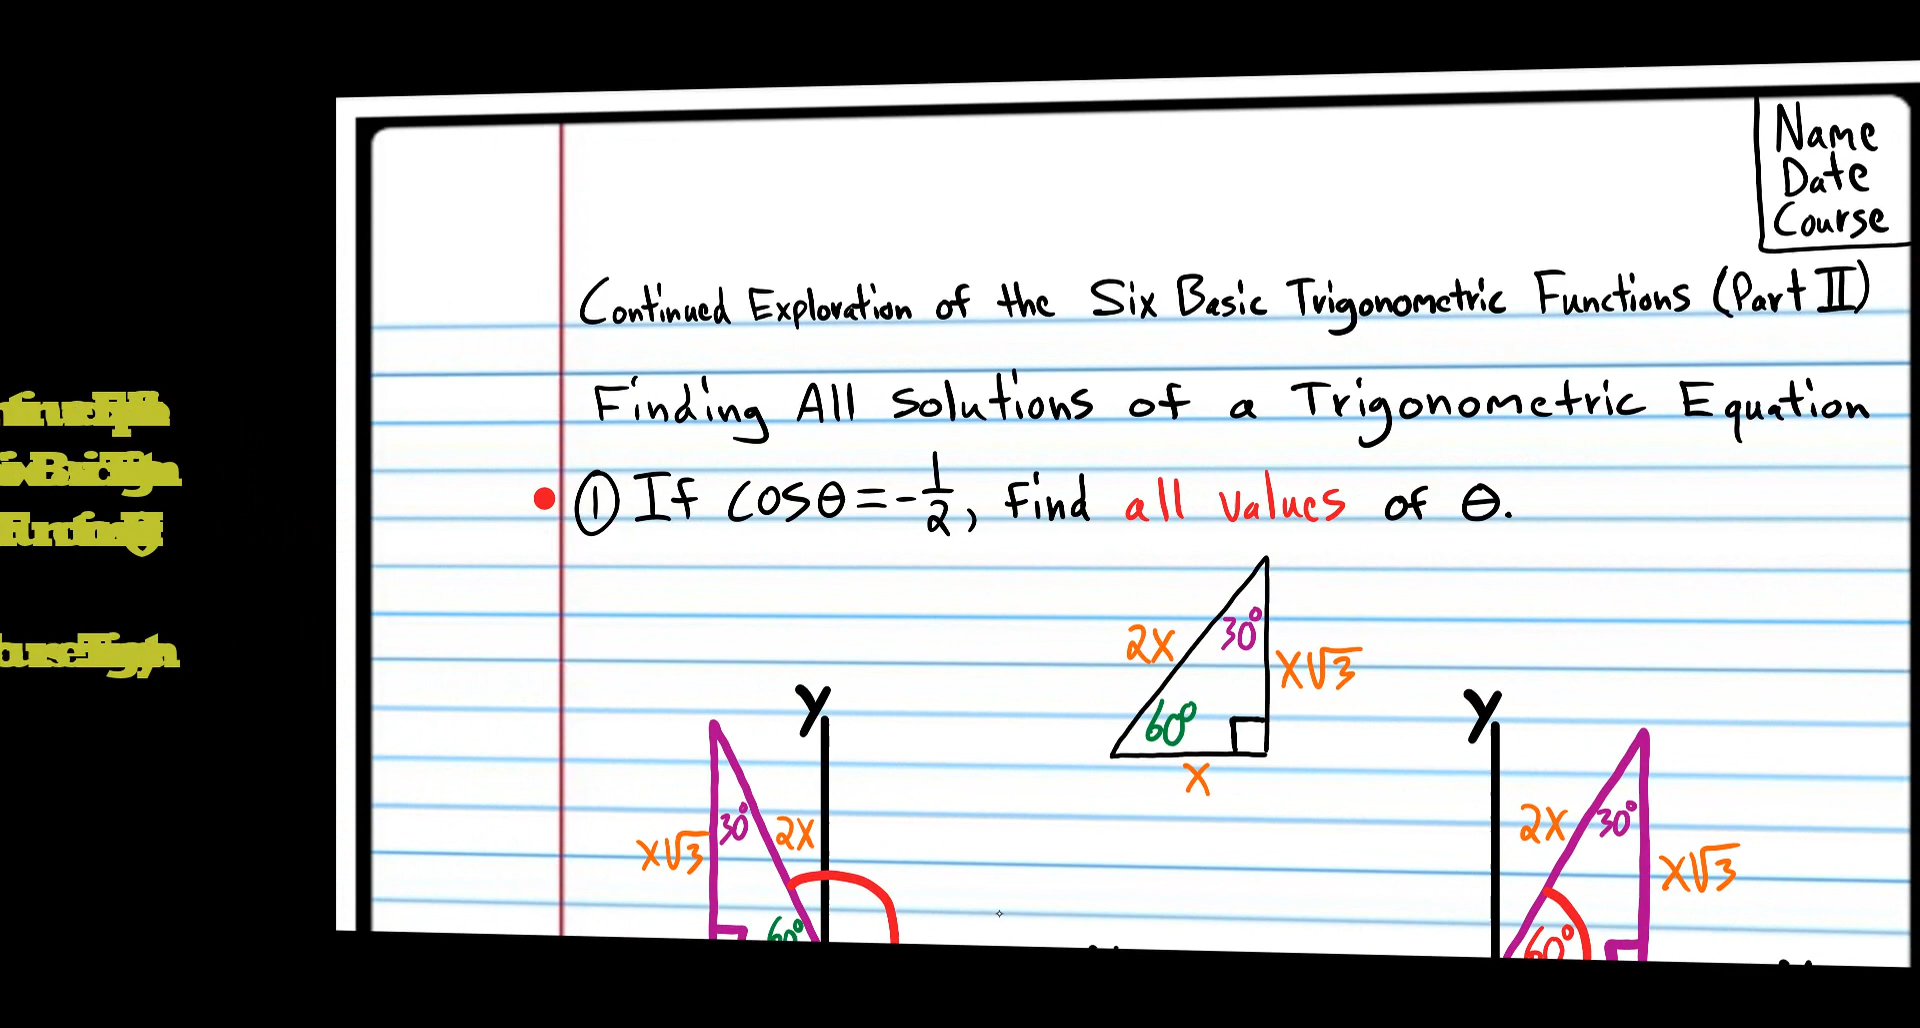 Name
Date
Course
Continued Exploration of the Six Basic Trigonometric Functions (Part II)
Finding All Solutions of a Trigonometric Equation
① If cosθ = -1/2, find all values of θ.
30°
2x
x√3
60°
x
y
30°
2x
x√3
60°
y
2x
30°
x√3
60°